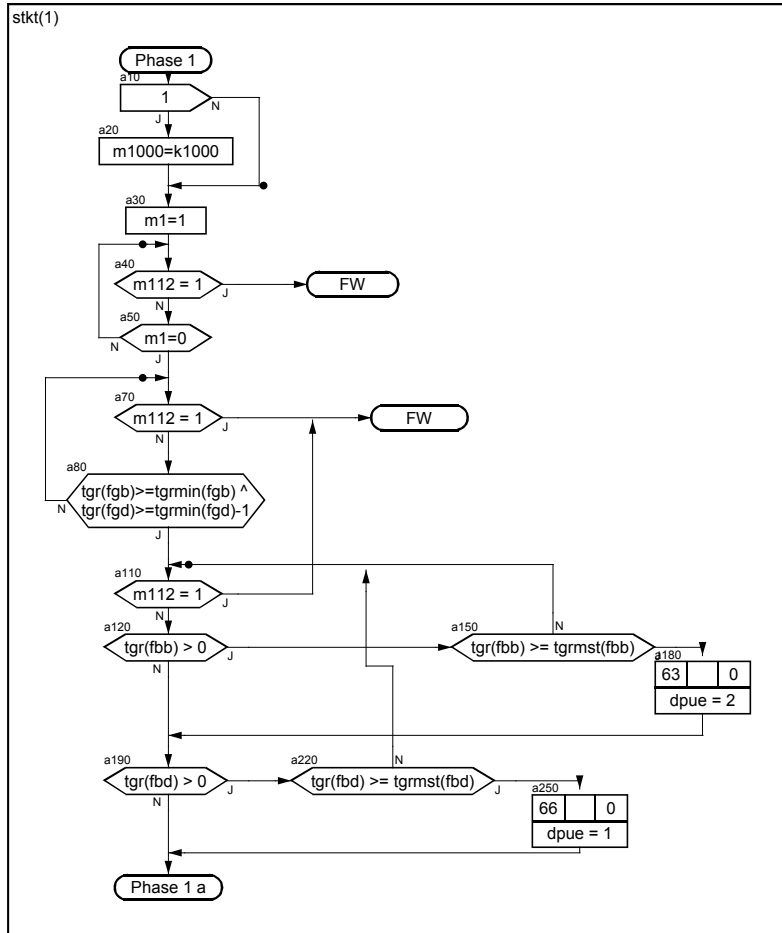 stkt(1)
Phase 1
a10
1
N
J
a20
m1000=k1000
a30
m1=1
a40
m112 = 1
J
FW
N
a50
m1=0
N
J
a70
m112 = 1
J
FW
N
a80
tgr(fgb)>=tgrmin(fgb) ^
tgr(fgd)>=tgrmin(fgd)-1
N
J
a110
m112 = 1
J
N
a120
tgr(fbb) > 0
J
N
a150
N
tgr(fbb) >= tgrmst(fbb)
J
a180
63 0
dpue = 2
a190
tgr(fbd) > 0
J
N
a220
N
tgr(fbd) >= tgrmst(fbd)
J
a250
66 0
dpue = 1
Phase 1 a